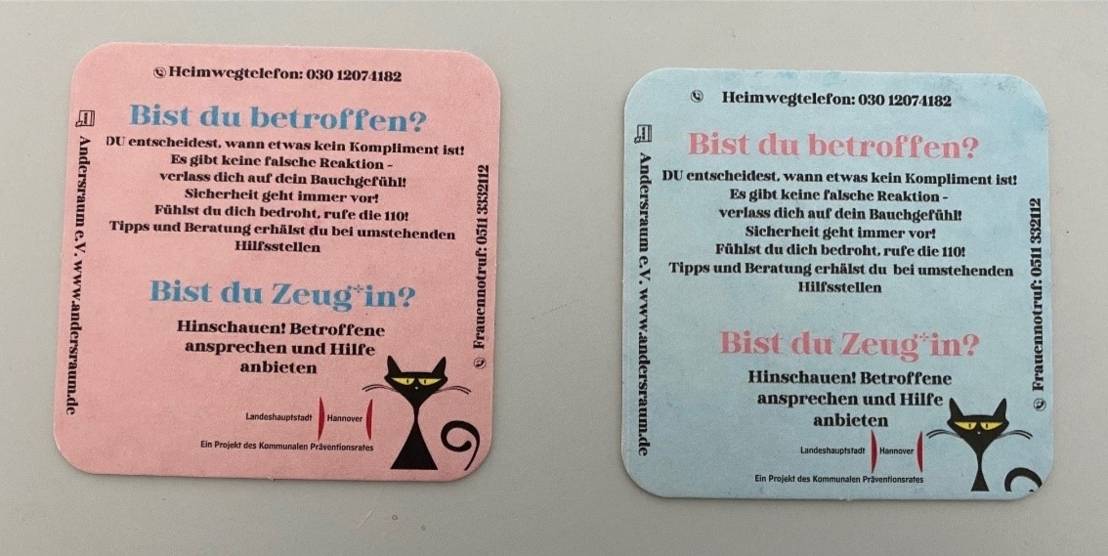 Heimwegtelefon: 030 12074182
Bist du betroffen?
DU entscheidest, wann etwas kein Kompliment ist!
Es gibt keine falsche Reaktion -
verlass dich auf dein Bauchgefühl!
Sicherheit geht immer vor!
Fühlst du dich bedroht, rufe die 110!
Tipps und Beratung erhälst du bei umstehenden
Hilfsstellen
Bist du Zeug*in?
Hinschauen! Betroffene
ansprechen und Hilfe
anbieten
Landeshauptstadt Hannover
Ein Projekt des Kommunalen Präventionsrates
Andersraum e.V. www.andersraum.de
Frauennotruf: 0511 3332112
Heimwegtelefon: 030 12074182
Bist du betroffen?
DU entscheidest, wann etwas kein Kompliment ist!
Es gibt keine falsche Reaktion -
verlass dich auf dein Bauchgefühl!
Sicherheit geht immer vor!
Fühlst du dich bedroht, rufe die 110!
Tipps und Beratung erhälst du bei umstehenden
Hilfsstellen
Bist du Zeug*in?
Hinschauen! Betroffene
ansprechen und Hilfe
anbieten
Landeshauptstadt Hannover
Ein Projekt des Kommunalen Präventionsrates
Andersraum e.V. www.andersraum.de
Frauennotruf: 0511 332112